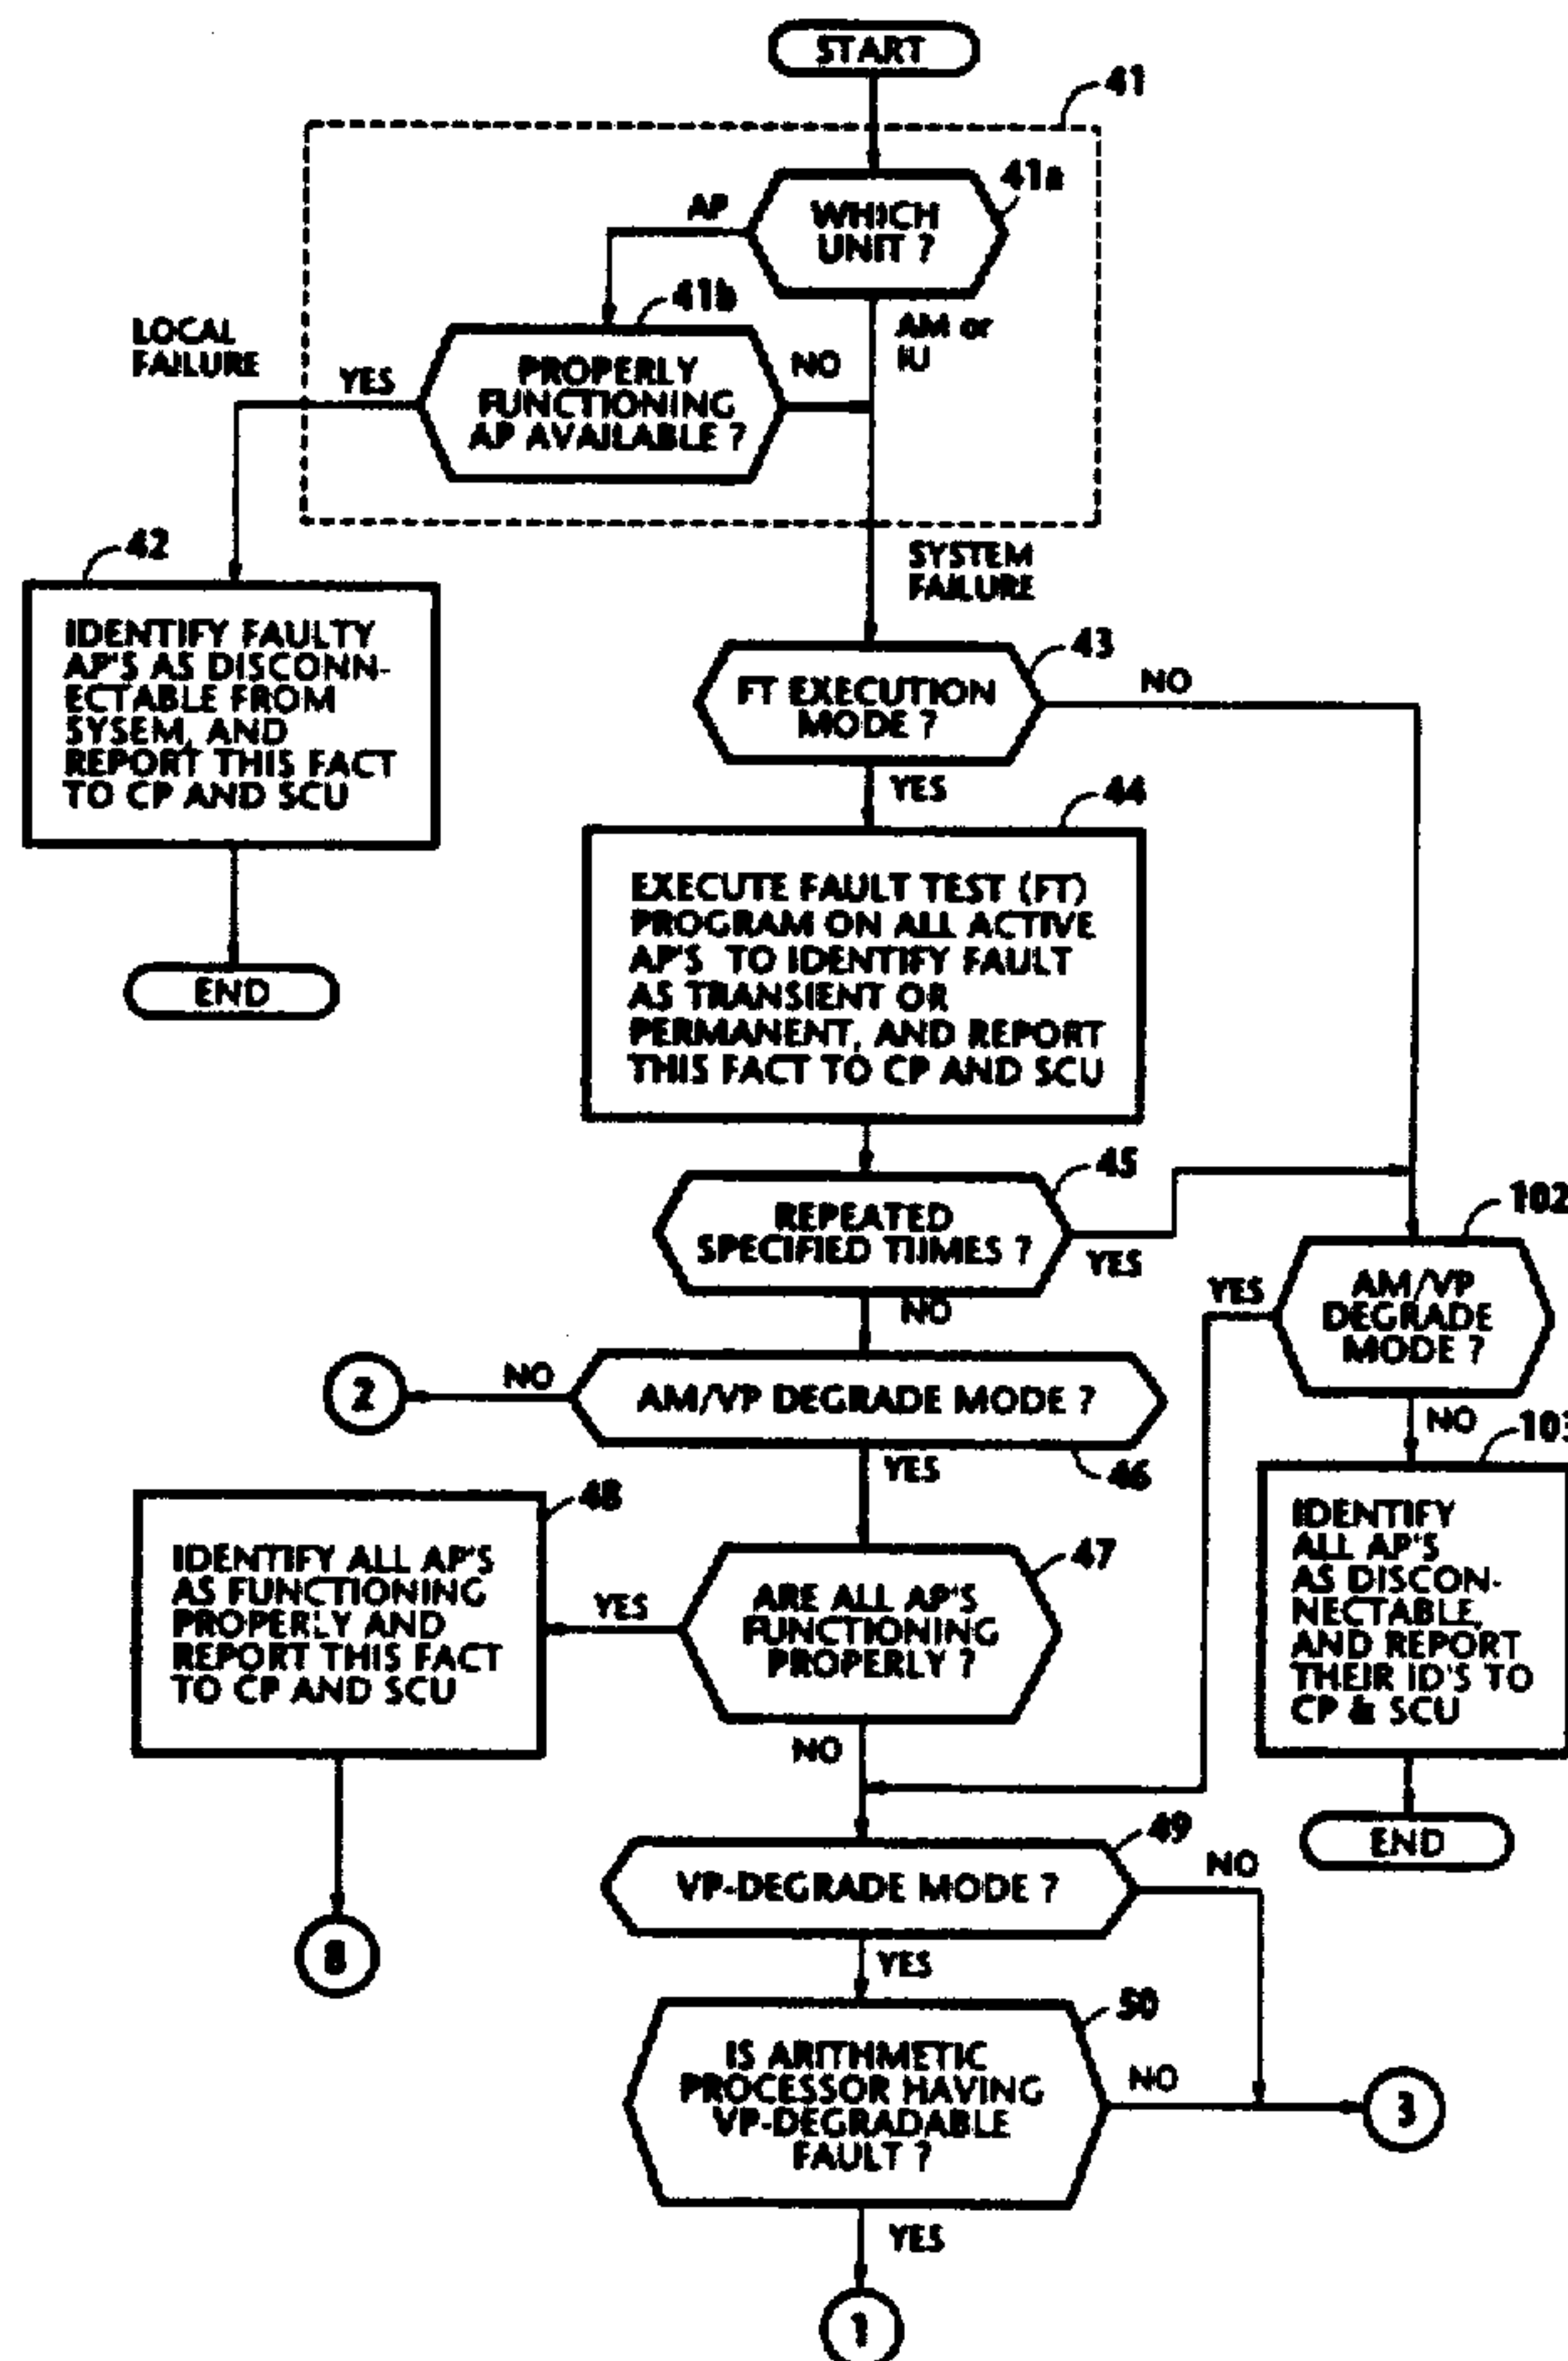 START
41
41a
WHICH
UNIT ?
AP
AM or
IU
41b
PROPERLY
FUNCTIONING
AP AVAILABLE ?
NO
YES
LOCAL
FAILURE
SYSTEM
FAILURE
42
IDENTIFY FAULTY
AP'S AS DISCONN-
ECTABLE FROM
SYSEM, AND
REPORT THIS FACT
TO CP AND SCU
END
43
FT EXECUTION
MODE ?
NO
YES
44
EXECUTE FAULT TEST (FT)
PROGRAM ON ALL ACTIVE
AP'S TO IDENTIFY FAULT
AS TRANSIENT OR
PERMANENT, AND REPORT
THIS FACT TO CP AND SCU
45
REPEATED
SPECIFIED TIIMES ?
YES
NO
102
AM/VP
DEGRADE
MODE ?
YES
NO
2
NO
AM/VP DEGRADE MODE ?
46
YES
103
IDENTIFY
ALL AP'S
AS DISCON-
NECTABLE,
AND REPORT
THEIR ID'S TO
CP & SCU
END
48
IDENTIFY ALL AP'S
AS FUNCTIONING
PROPERLY AND
REPORT THIS FACT
TO CP AND SCU
47
ARE ALL AP'S
FUNCTIONING
PROPERLY ?
YES
NO
49
VP-DEGRADE MODE ?
NO
YES
8
50
IS ARITHMETIC
PROCESSOR HAVING
VP-DEGRADABLE
FAULT ?
NO
3
YES
1